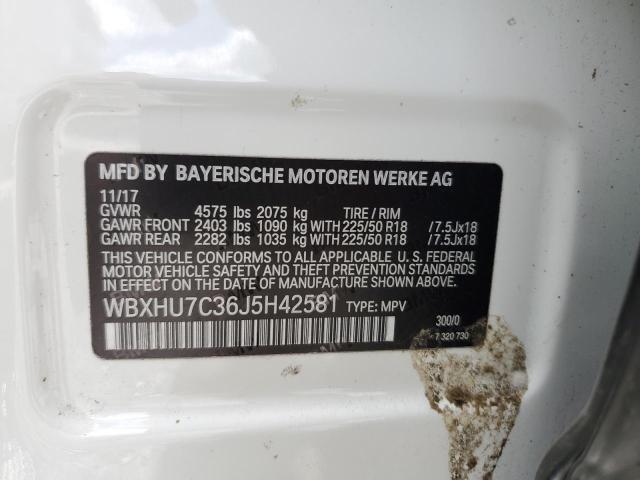 MFD BY BAYERISCHE MOTOREN WERKE AG
11/17
GVWR 4575 lbs 2075 kg TIRE / RIM
GAWR FRONT 2403 lbs 1090 kg WITH 225/50 R18 /7.5Jx18
GAWR REAR 2282 lbs 1035 kg WITH 225/50 R18 /7.5Jx18
THIS VEHICLE CONFORMS TO ALL APPLICABLE U. S. FEDERAL
MOTOR VEHICLE SAFETY, BUMPER AND THEFT PREVENTION STANDARDS
IN EFFECT ON THE DATE OF MANUFACTURE SHOWN ABOVE.
WBXHU7C36J5H42581 TYPE: MPV
300/0
7 320 730